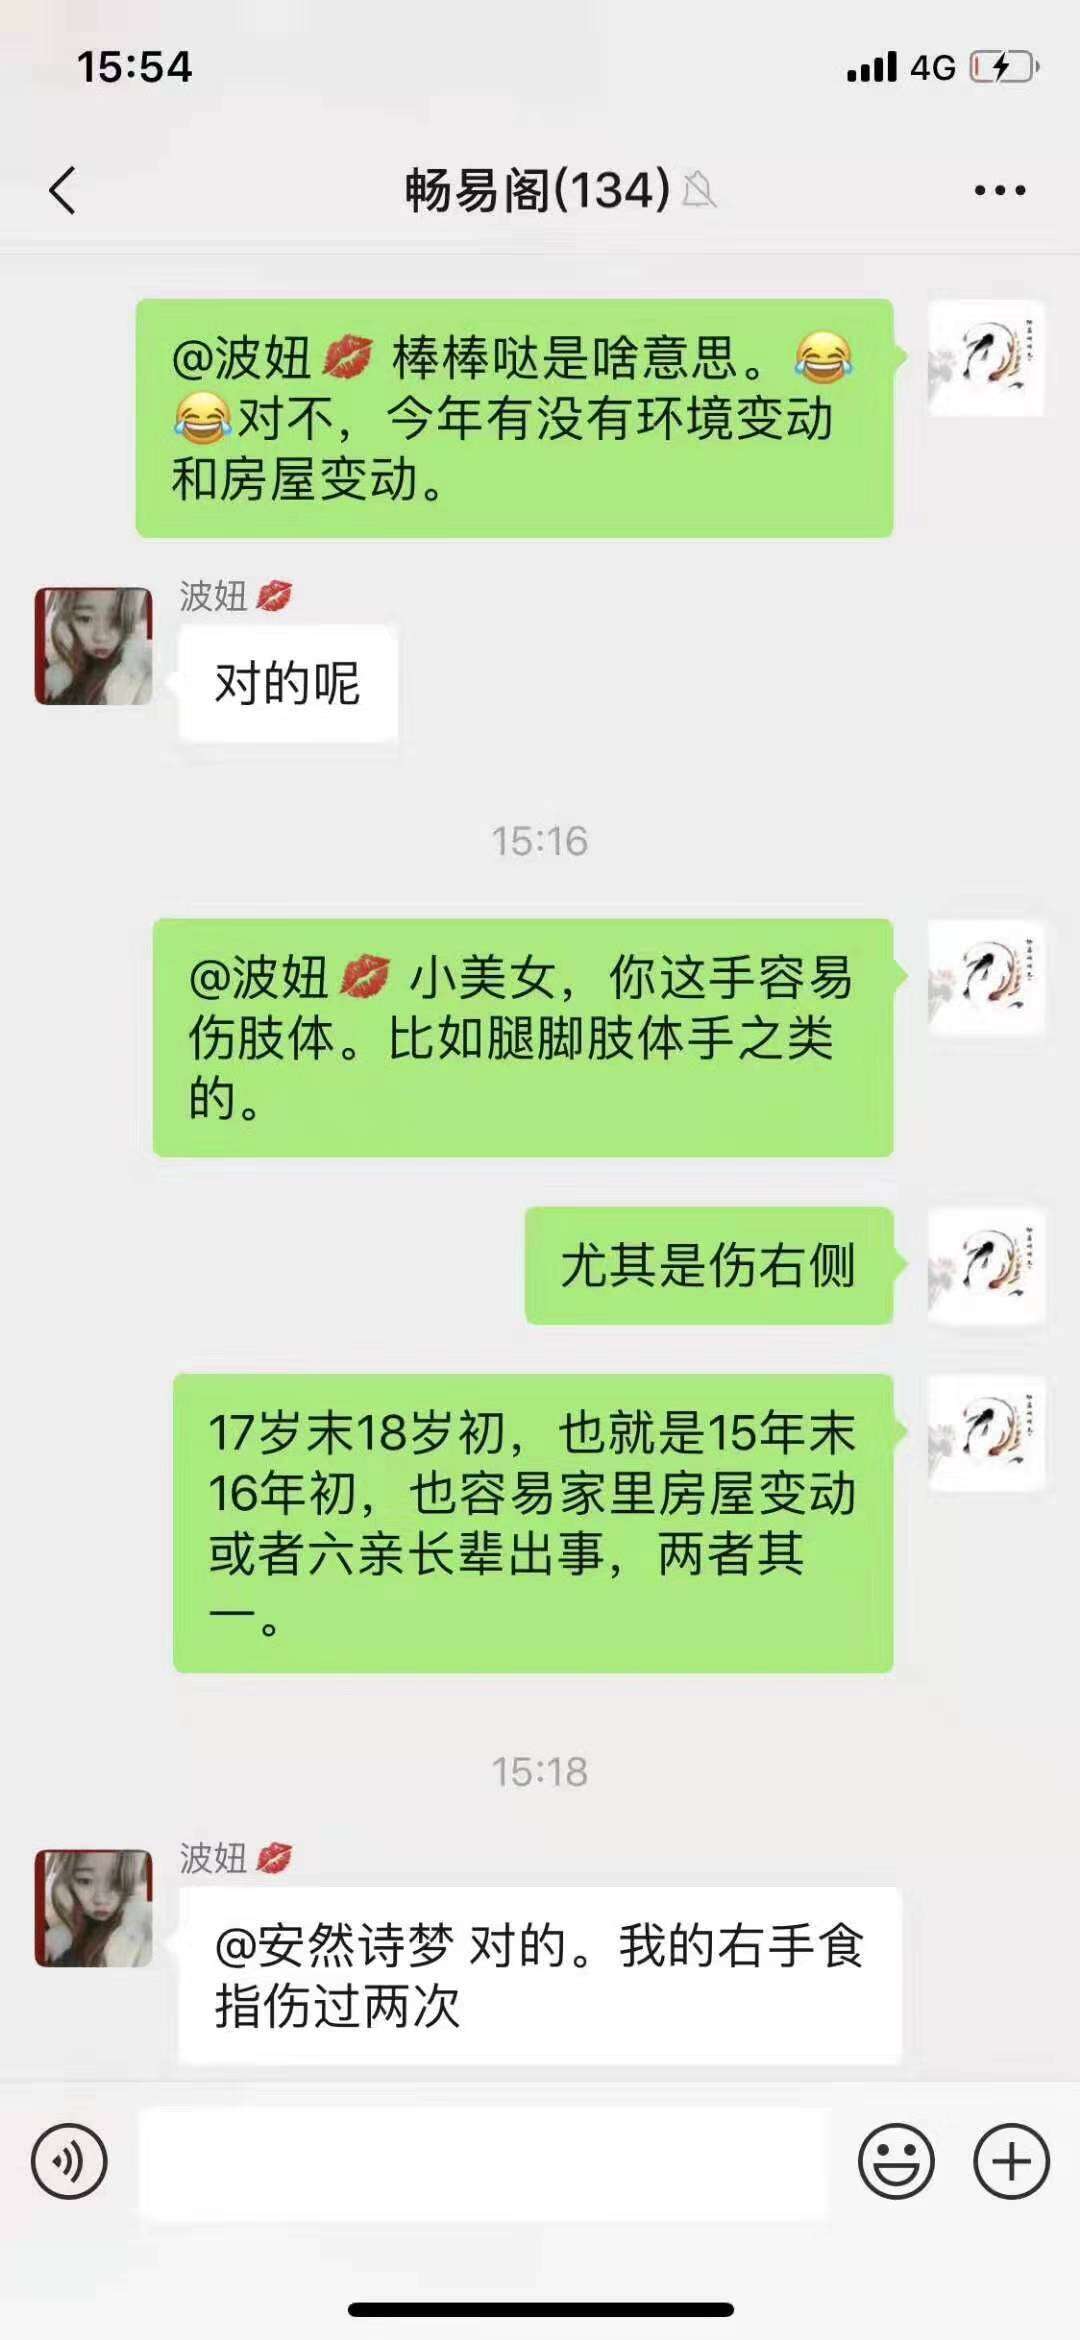 15:54
4G
畅易阁(134)
@波妞💋 棒棒哒是啥意思。😂
😂对不，今年有没有环境变动
和房屋变动。
波妞💋
对的呢
15:16
@波妞💋 小美女，你这手容易
伤肢体。比如腿脚肢体手之类
的。
尤其是伤右侧
17岁末18岁初，也就是15年末
16年初，也容易家里房屋变动
或者六亲长辈出事，两者其
一。
15:18
波妞💋
@安然诗梦 对的。我的右手食
指伤过两次